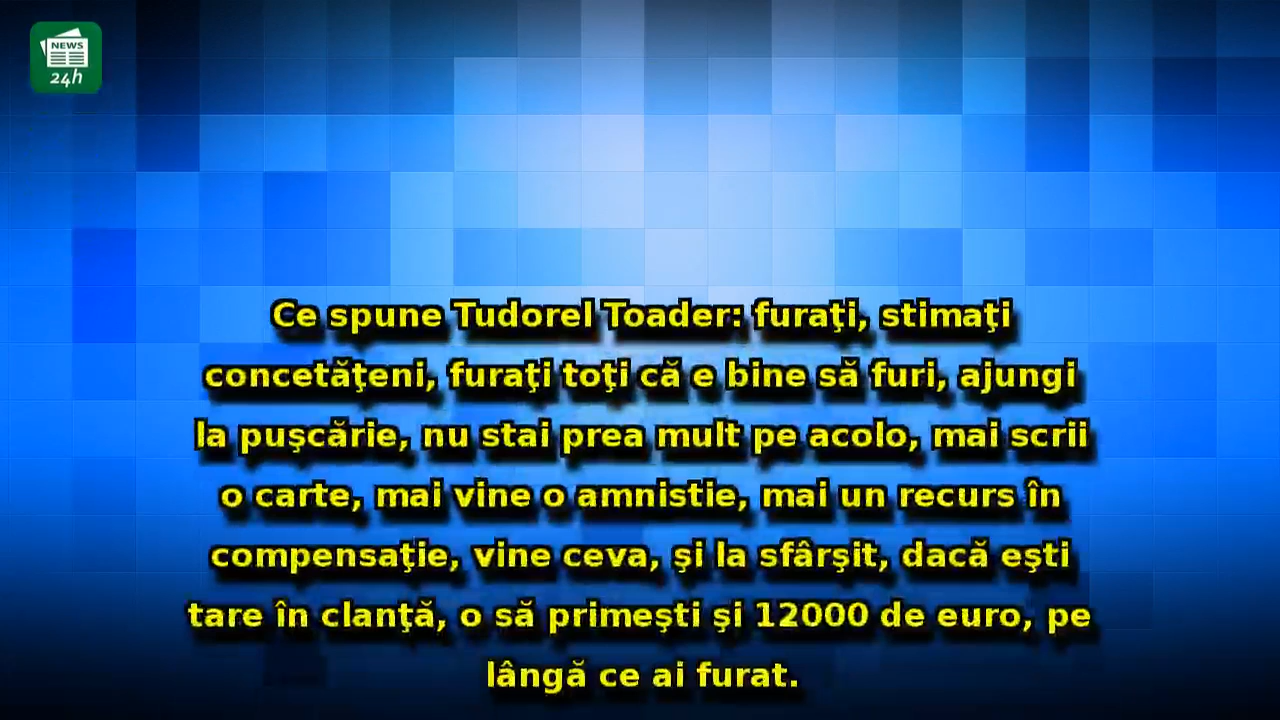 NEWS
24h
Ce spune Tudorel Toader: furaţi, stimaţi
concetăţeni, furaţi toţi că e bine să furi, ajungi
la puşcărie, nu stai prea mult pe acolo, mai scrii
o carte, mai vine o amnistie, mai un recurs în
compensaţie, vine ceva, şi la sfârşit, dacă eşti
tare în clanţă, o să primeşti şi 12000 de euro, pe
lângă ce ai furat.